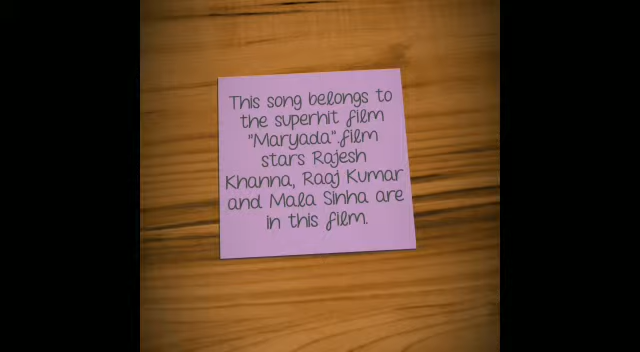 This song belongs to
the superhit film
"Maryada".film
stars Rajesh
Khanna, Raaj Kumar
and Mala Sinha are
in this film.